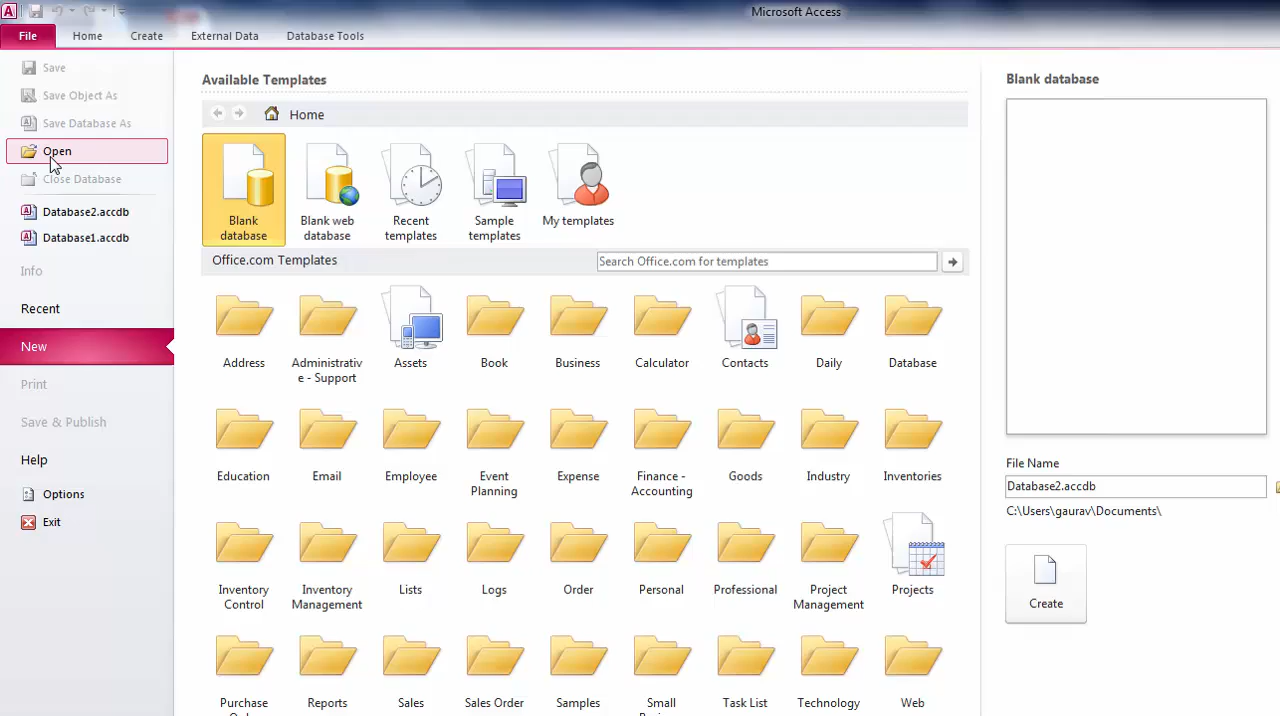 Microsoft Access
File Home Create External Data Database Tools
Save
Save Object As
Save Database As
Open
Close Database
Database2.accdb
Database1.accdb
Info
Recent
New
Print
Save & Publish
Help
Options
Exit
Available Templates
Home
Blank database
Blank web database
Recent templates
Sample templates
My templates
Office.com Templates
Search Office.com for templates
Address
Administrativ
e - Support
Assets
Book
Business
Calculator
Contacts
Daily
Database
Education
Email
Employee
Event
Planning
Expense
Finance -
Accounting
Goods
Industry
Inventories
Inventory
Control
Inventory
Management
Lists
Logs
Order
Personal
Professional
Project
Management
Projects
Purchase
Reports
Sales
Sales Order
Samples
Small
Task List
Technology
Web
Blank database
File Name
Database2.accdb
C:\Users\gaurav\Documents\
Create